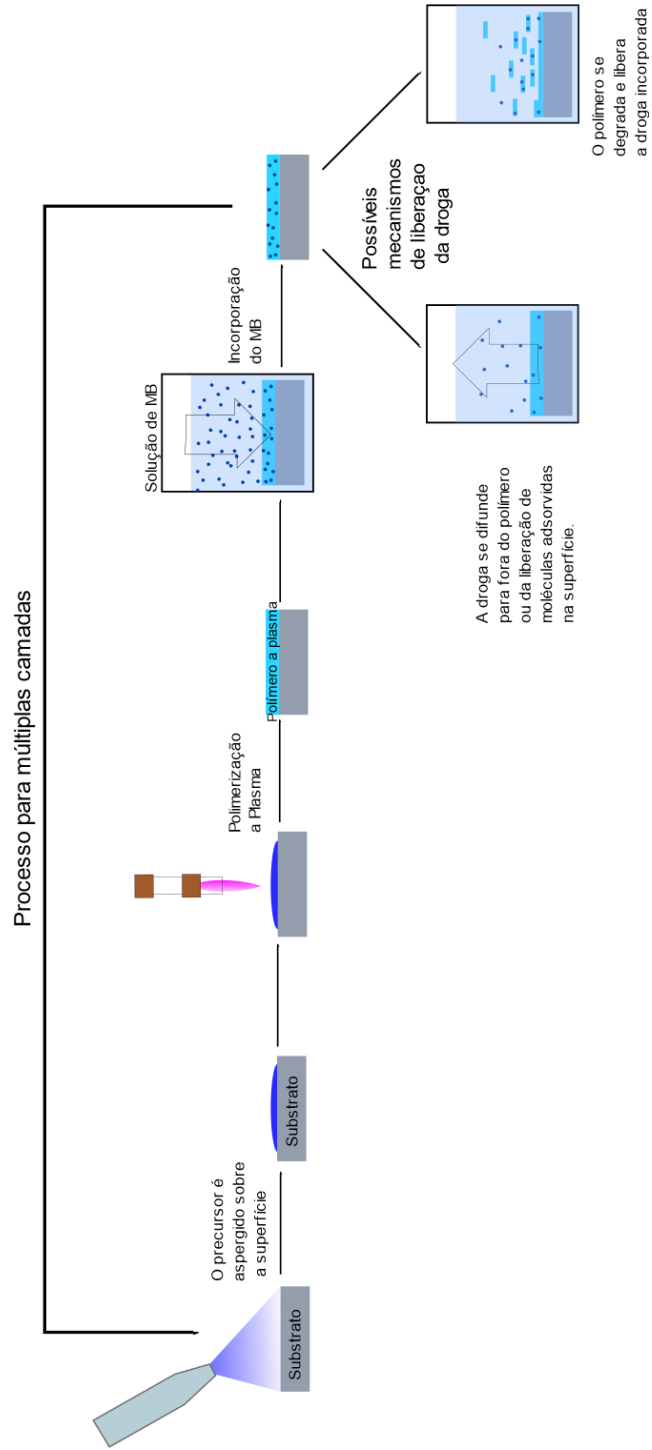 Processo para múltiplas camadas
O precursor é
aspergido sobre
a superfície
Substrato
Substrato
Polimerização
a Plasma
Polímero a plasma
Solução de MB
Incorporação
do MB
Possíveis
mecanismos
de liberação
da droga
A droga se difunde
para fora do polímero
ou da liberação de
moléculas adsorvidas
na superfície.
O polímero se
degrada e libera
a droga incorporada